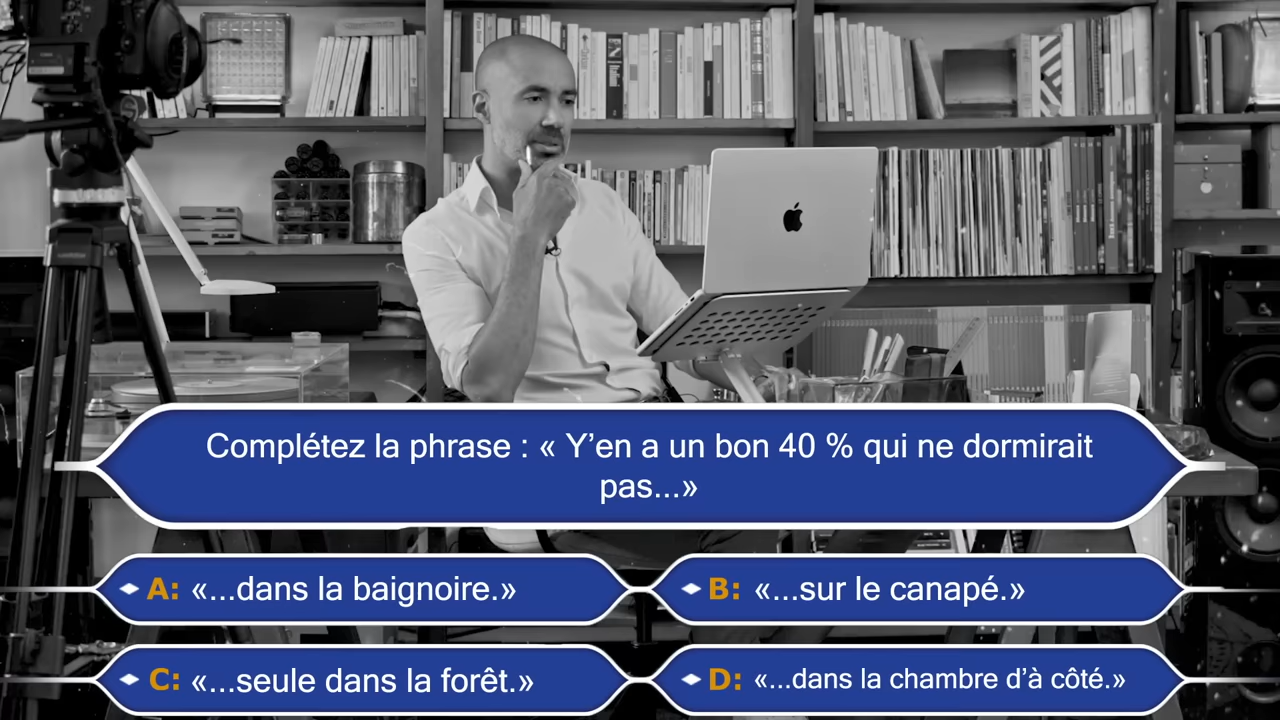 Complétez la phrase : « Y’en a un bon 40 % qui ne dormirait
pas...»
A: «...dans la baignoire.»
B: «...sur le canapé.»
C: «...seule dans la forêt.»
D: «...dans la chambre d’à côté.»